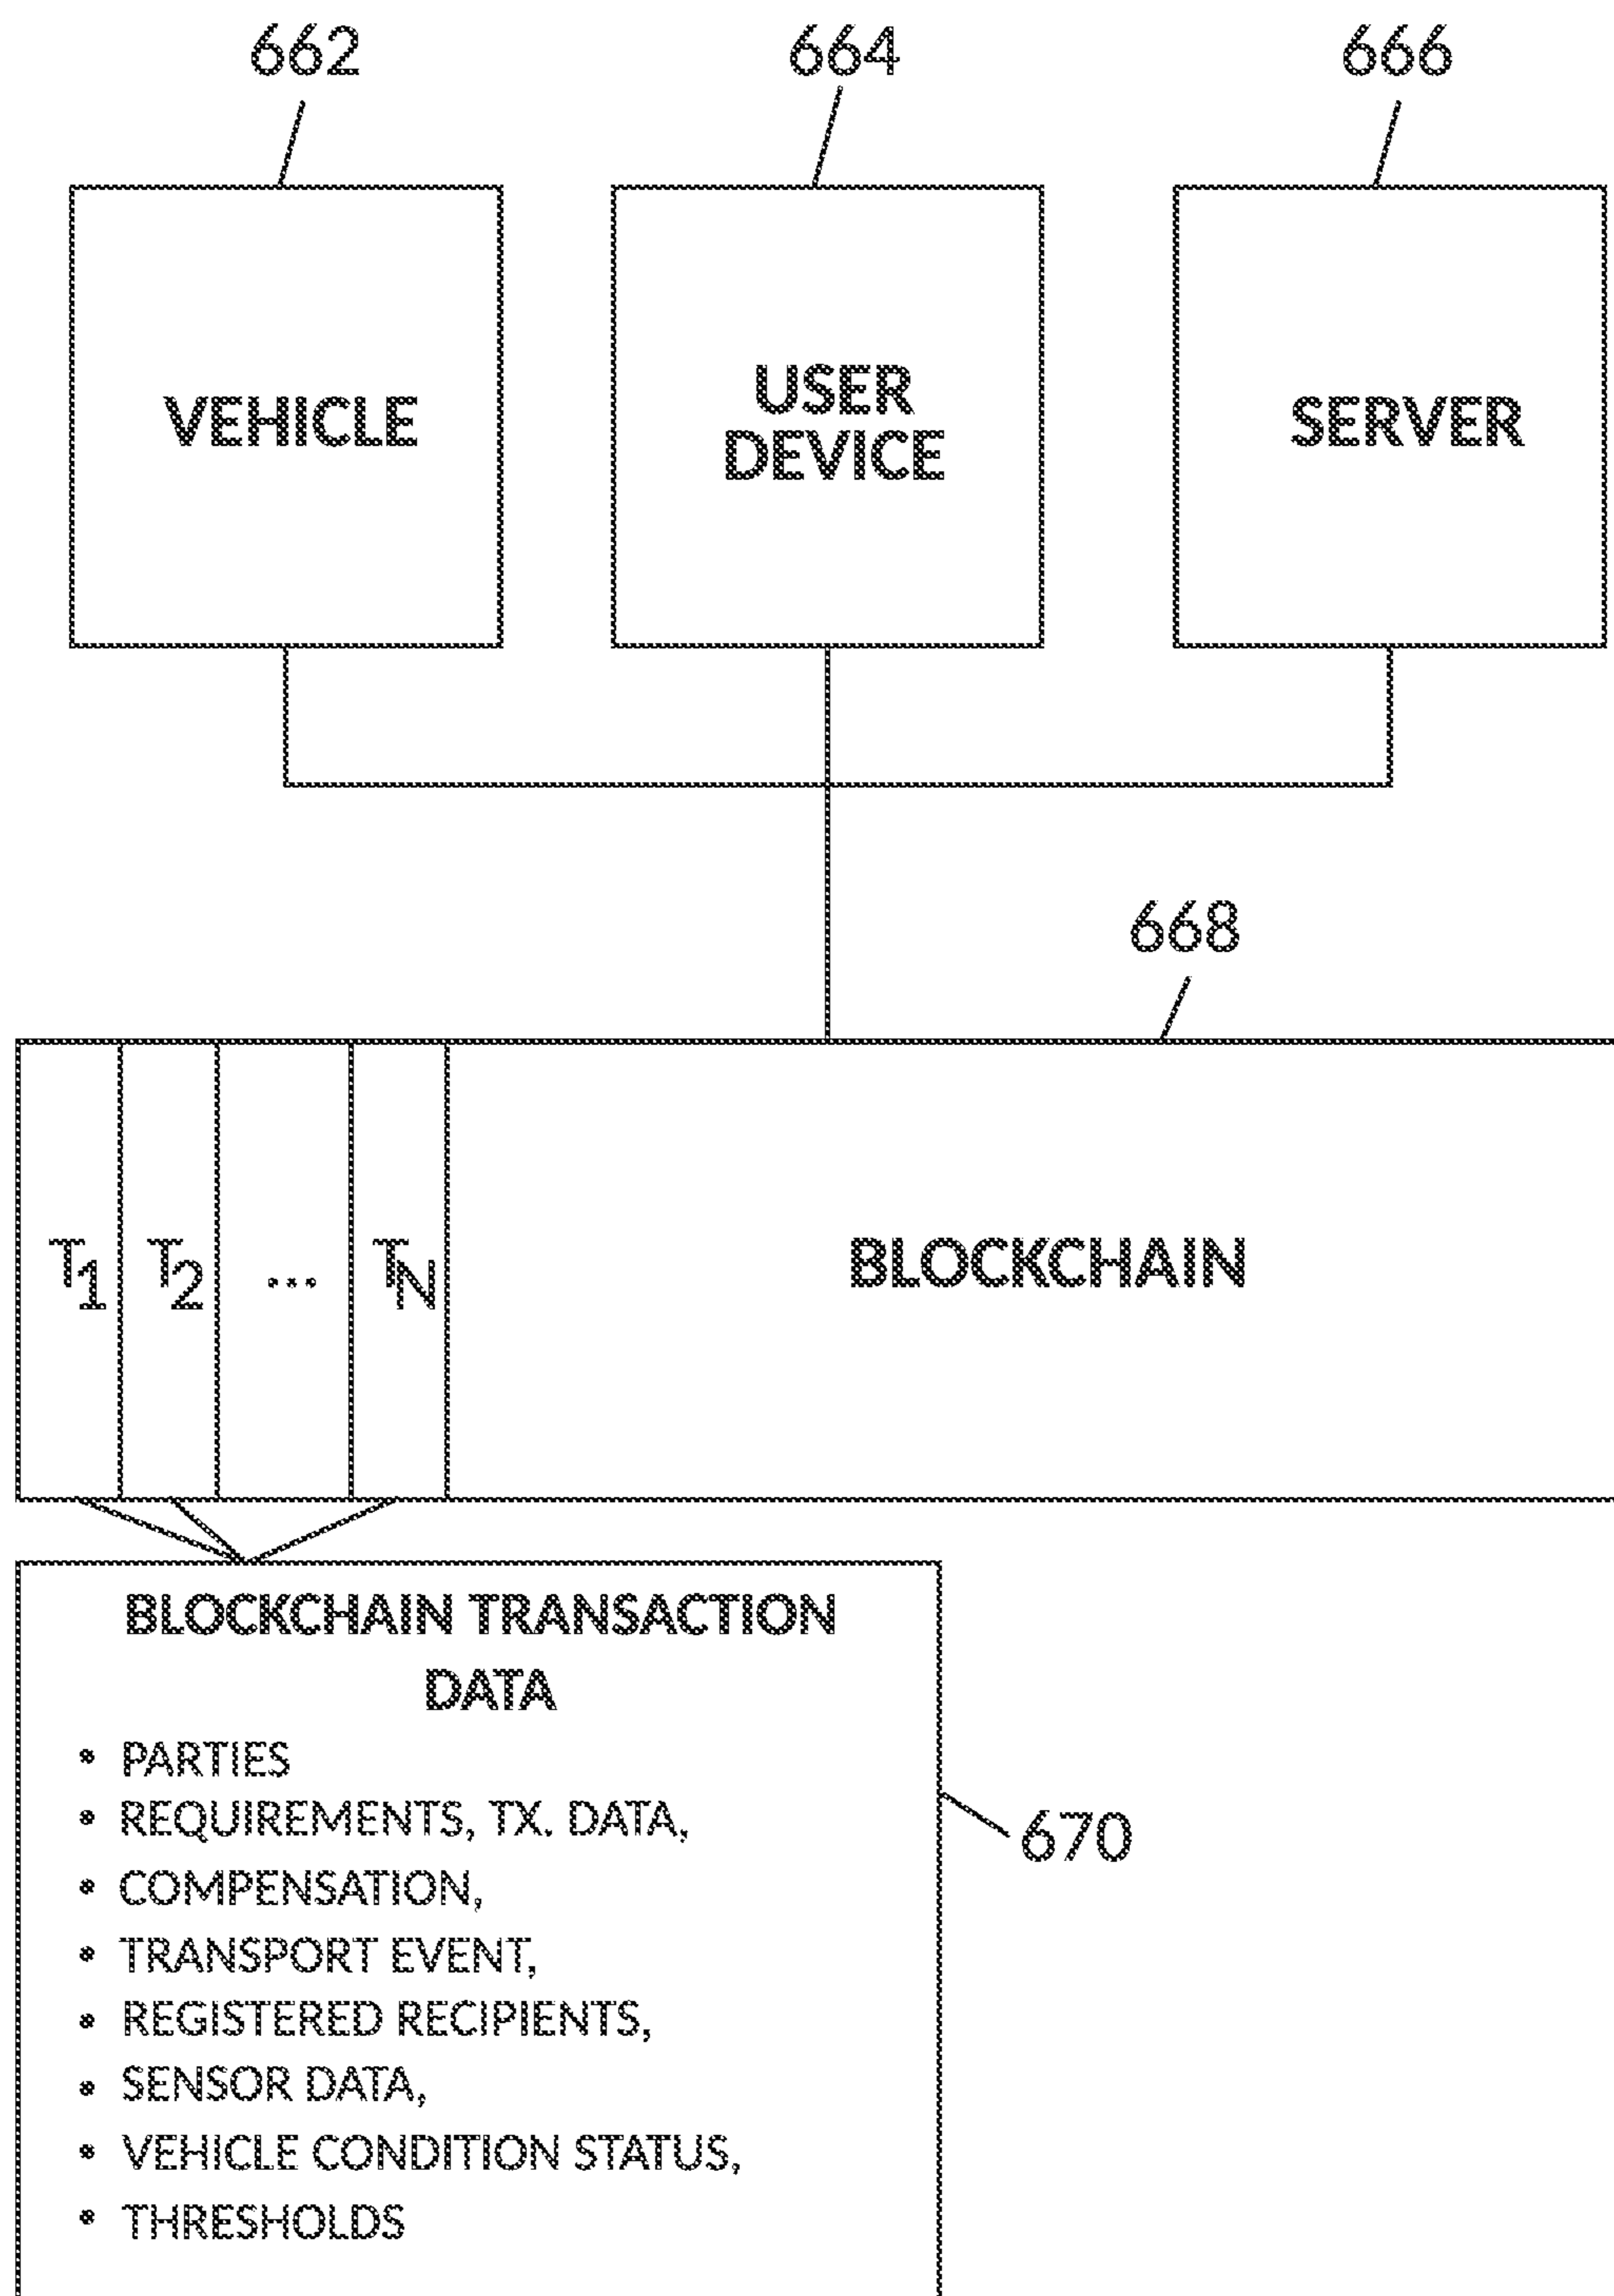 662
664
666
VEHICLE
USER
DEVICE
SERVER
668
T1
T2
...
TN
BLOCKCHAIN
BLOCKCHAIN TRANSACTION
DATA
• PARTIES
• REQUIREMENTS, TX. DATA,
• COMPENSATION,
• TRANSPORT EVENT,
• REGISTERED RECIPIENTS,
• SENSOR DATA,
• VEHICLE CONDITION STATUS,
• THRESHOLDS
670